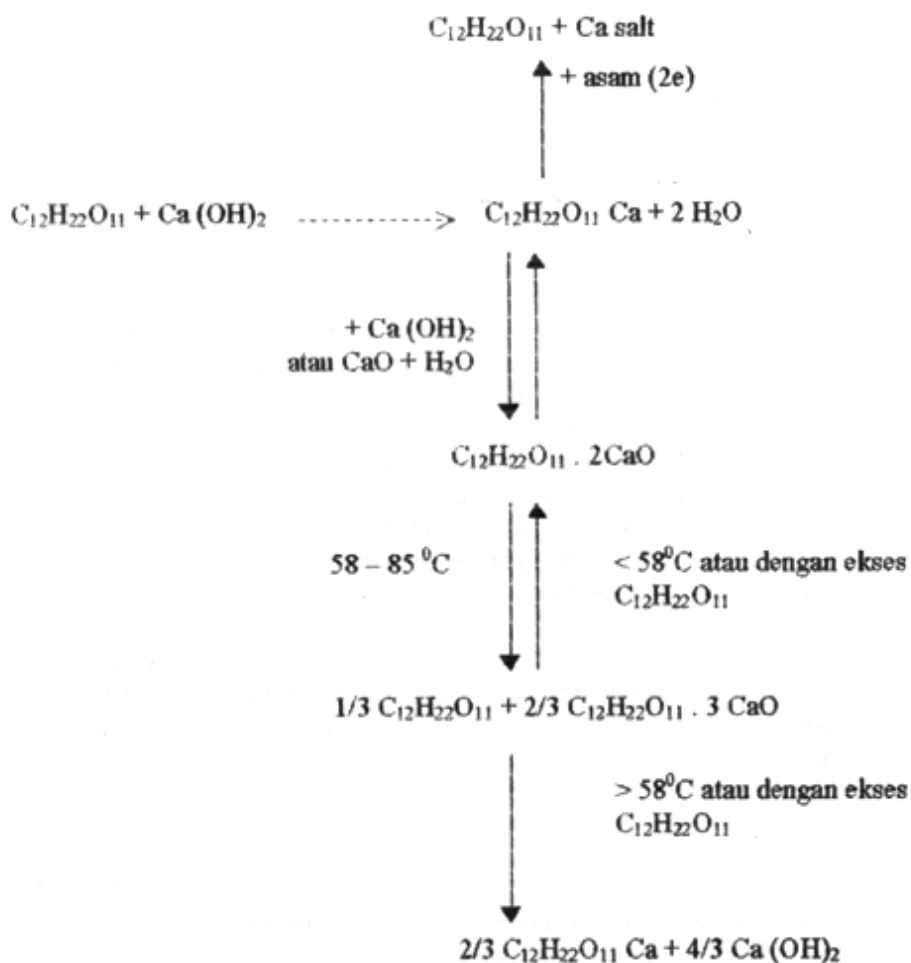 C₁₂H₂₂O₁₁ + Ca salt
+ asam (2e)
C₁₂H₂₂O₁₁ + Ca (OH)₂ -----> C₁₂H₂₂O₁₁ Ca + 2 H₂O
+ Ca (OH)₂
atau CaO + H₂O
C₁₂H₂₂O₁₁ . 2CaO
58 – 85 ⁰C
< 58⁰C atau dengan ekses
C₁₂H₂₂O₁₁
1/3 C₁₂H₂₂O₁₁ + 2/3 C₁₂H₂₂O₁₁ . 3 CaO
> 58⁰C atau dengan ekses
C₁₂H₂₂O₁₁
2/3 C₁₂H₂₂O₁₁ Ca + 4/3 Ca (OH)₂